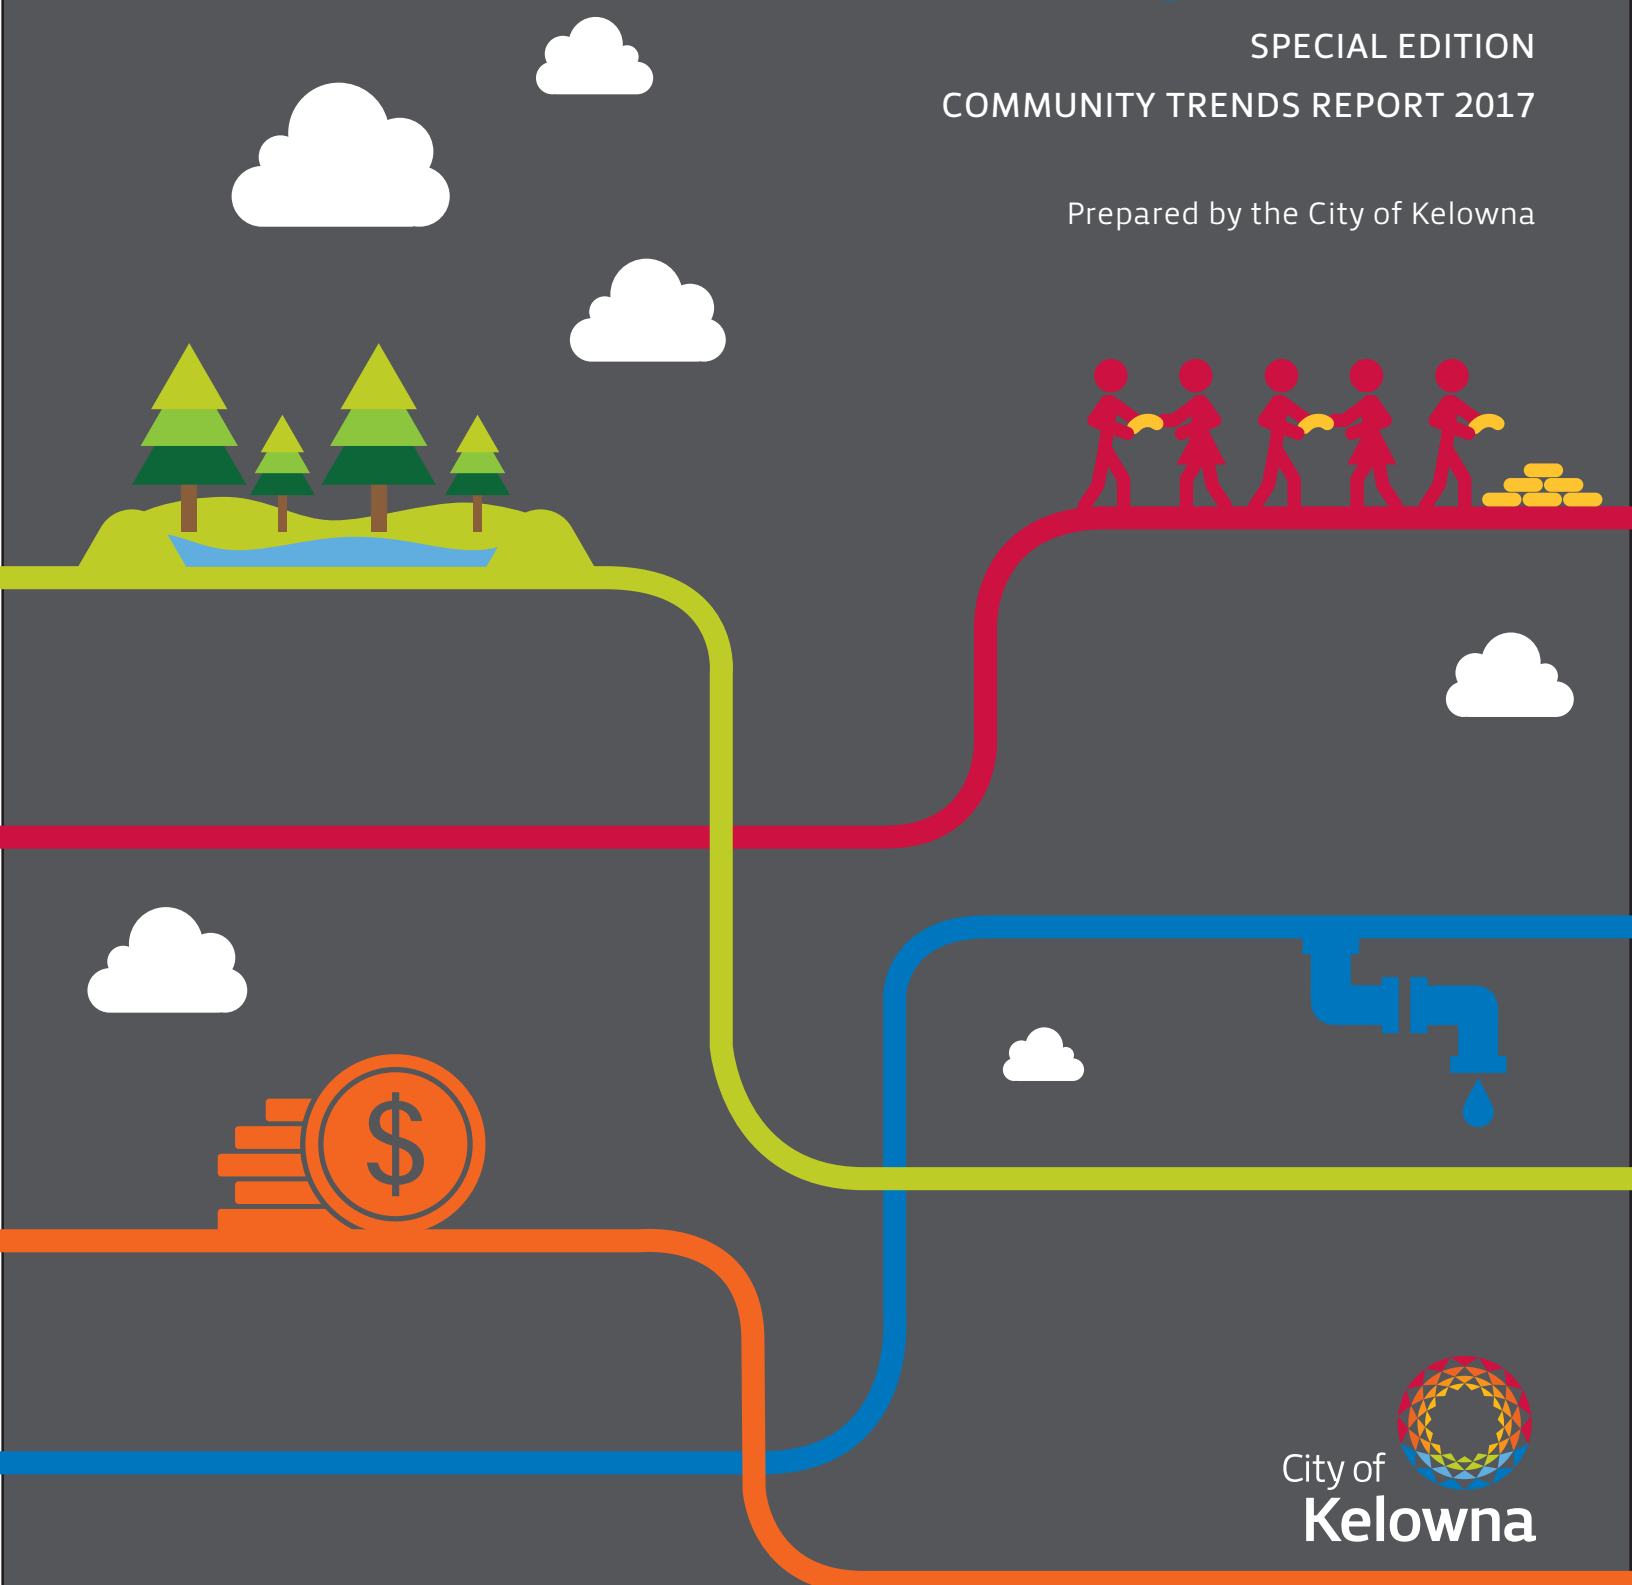 SPECIAL EDITION
COMMUNITY TRENDS REPORT 2017
Prepared by the City of Kelowna
$
City of
Kelowna